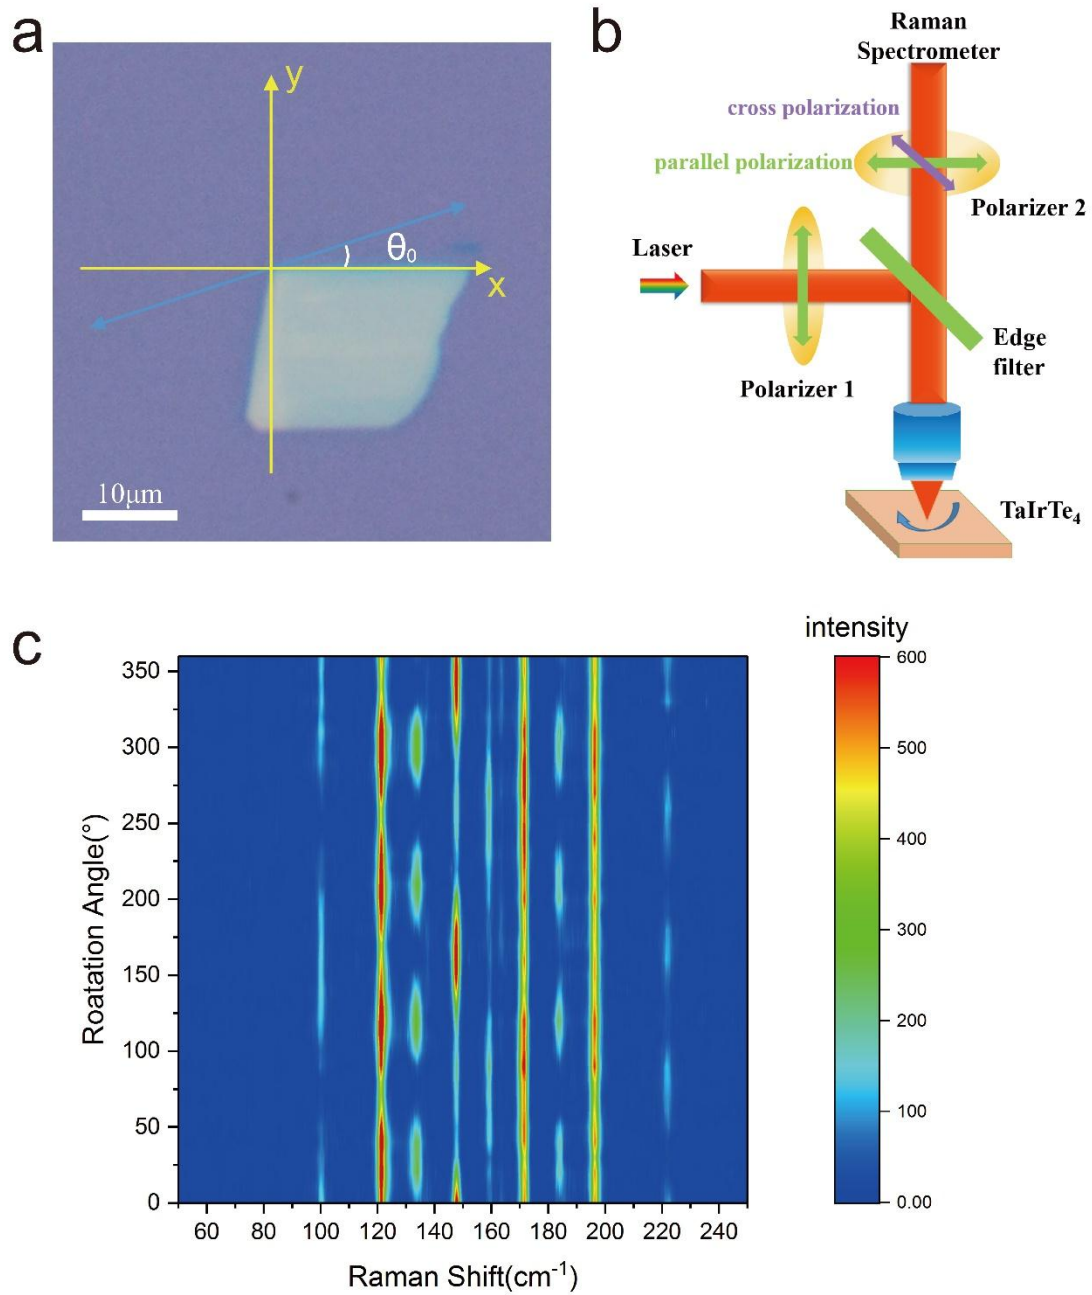 a
y
θ0
x
10μm
b
Raman
Spectrometer
cross polarization
parallel polarization
Polarizer 2
Laser
Edge
filter
Polarizer 1
TaIrTe4
c
intensity
350
300
250
200
150
100
50
0
Roatation Angle(°)
60 80 100 120 140 160 180 200 220 240
Raman Shift(cm-1)
600
500
400
300
200
100
0.00